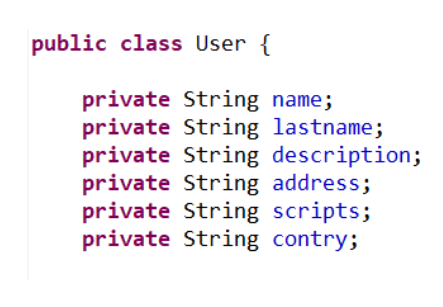 public class User {
private String name;
private String lastname;
private String description;
private String address;
private String scripts;
private String contry;